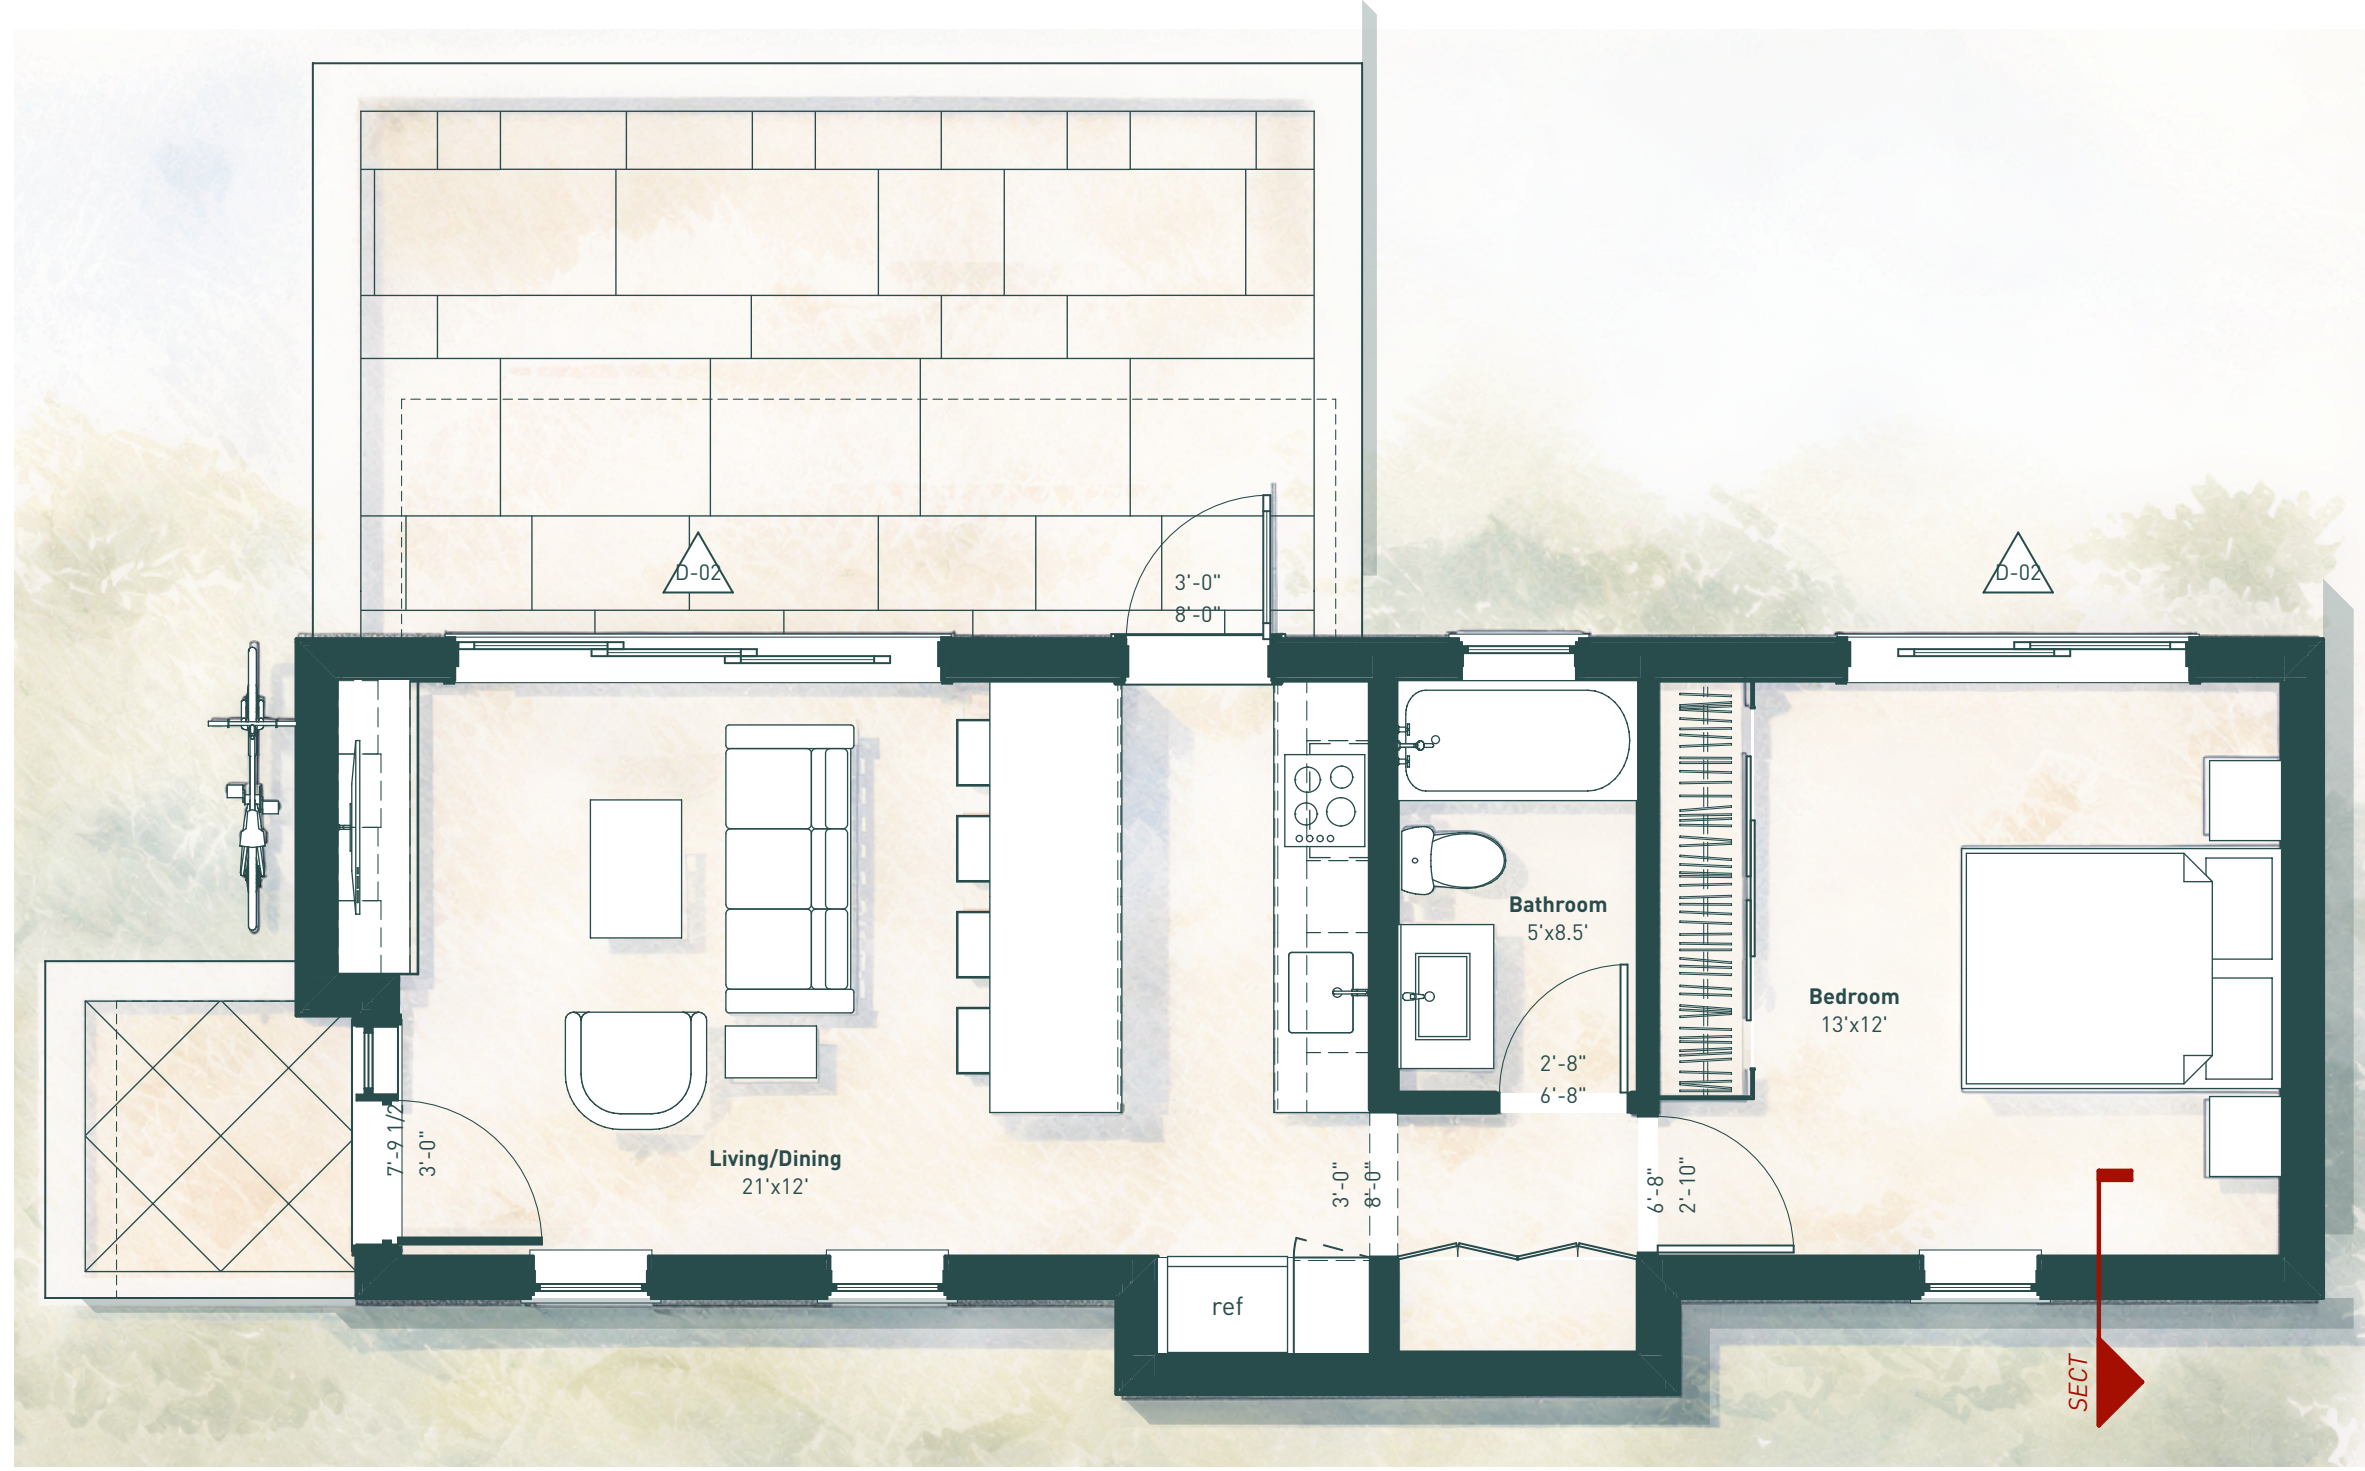 D-02
D-02
3'-0"
8'-0"
Bathroom
5'x8.5'
Bedroom
13'x12'
2'-8"
6'-8"
7'-9 1/2
3'-0"
Living/Dining
21'x12'
3'-0"
8'-0"
6'-8"
2'-10"
ref
SECT